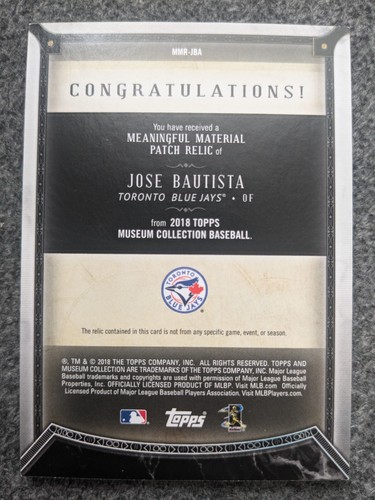 MMR-JBA
CONGRATULATIONS!
You have received a
MEANINGFUL MATERIAL
PATCH RELIC of
JOSE BAUTISTA
TORONTO BLUE JAYS® • OF
from 2018 TOPPS
MUSEUM COLLECTION BASEBALL.
TORONTO
BLUE JAYS
The relic contained in this card is not from any specific game, event, or season.
®, TM & © 2018 THE TOPPS COMPANY, INC. ALL RIGHTS RESERVED. TOPPS AND
MUSEUM COLLECTION ARE TRADEMARKS OF THE TOPPS COMPANY, INC. Major League
Baseball trademarks and copyrights are used with permission of Major League Baseball
Properties, Inc. OFFICIALLY LICENSED PRODUCT OF MLBP. Visit MLB.com Officially
Licensed Product of Major League Baseball Players Association. Visit MLBPlayers.com.
Topps